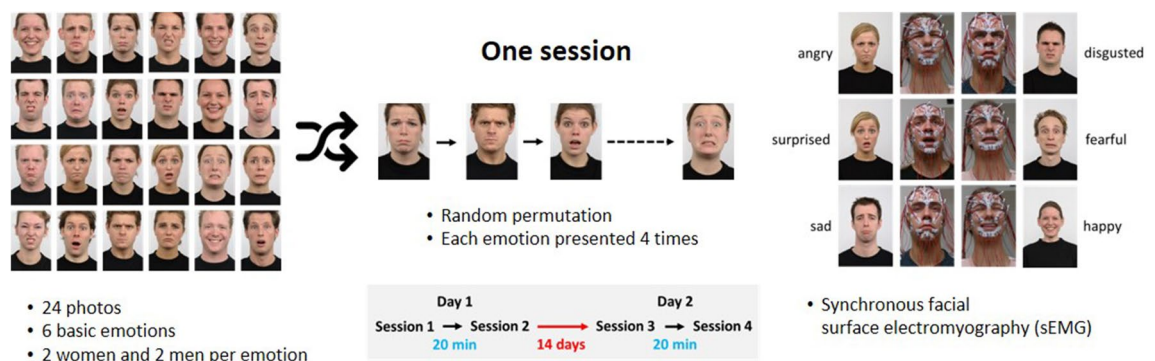 One session
• Random permutation
• Each emotion presented 4 times
• 24 photos
• 6 basic emotions
• 2 women and 2 men per emotion
Day 1
Day 2
Session 1
Session 2
Session 3
Session 4
20 min
14 days
20 min
angry
disgusted
surprised
fearful
sad
happy
• Synchronous facial
surface electromyography (sEMG)